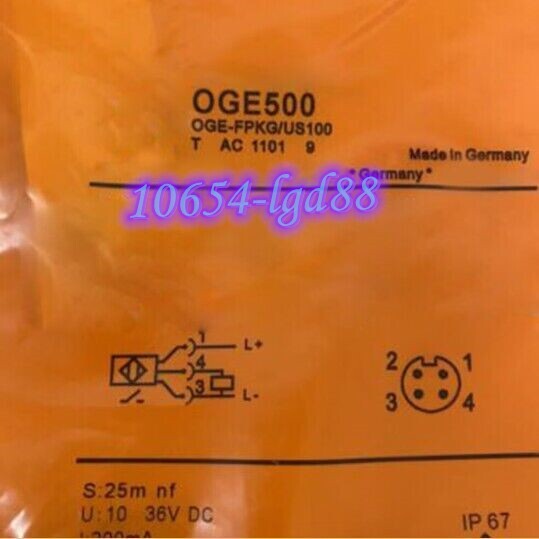 OGE500
OGE-FPKG/US100
T AC 1101 9
Made in Germany
" Germany "
10654-lgd88
1 L+
4
3 L-
2 1
3 4
S:25m nf
U:10 36V DC
I:200mA
IP 67